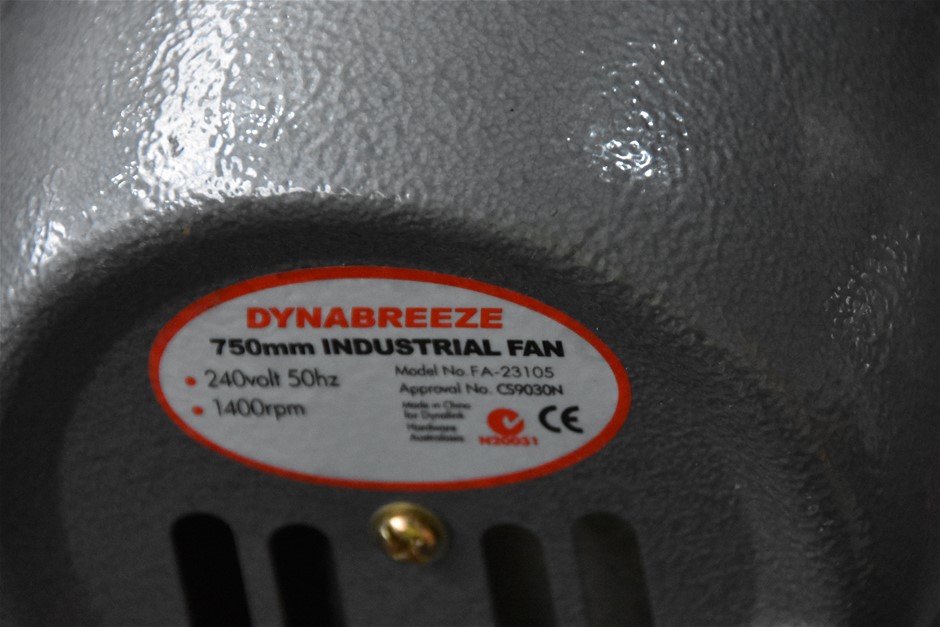 DYNABREEZE
750mm INDUSTRIAL FAN
• 240volt 50hz
• 1400rpm
Model No. FA-23105
Approval No. CS9030N
Made in China
for Dynalink
Hardware
Australasia
N20031
CE